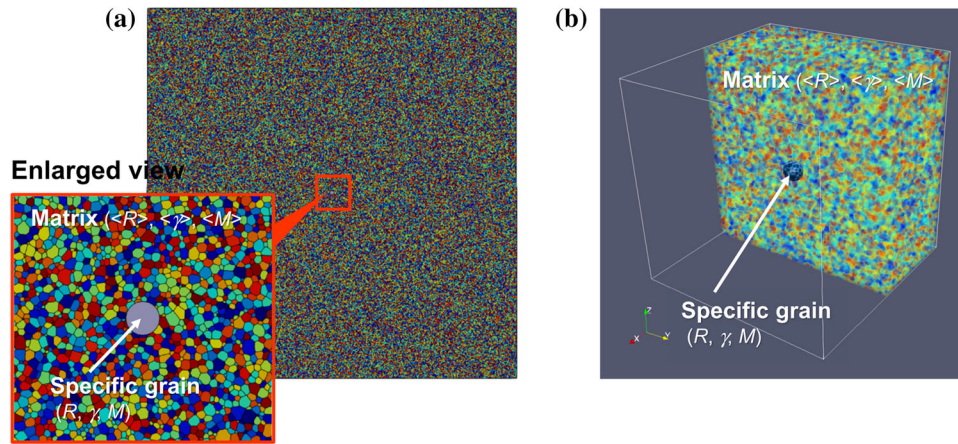 (a)
Enlarged view
Matrix (<R>, <γ>, <M>
Specific grain
(R, γ, M)
(b)
Matrix (<R>, <γ>, <M>
Specific grain
(R, γ, M)
Z
X
Y